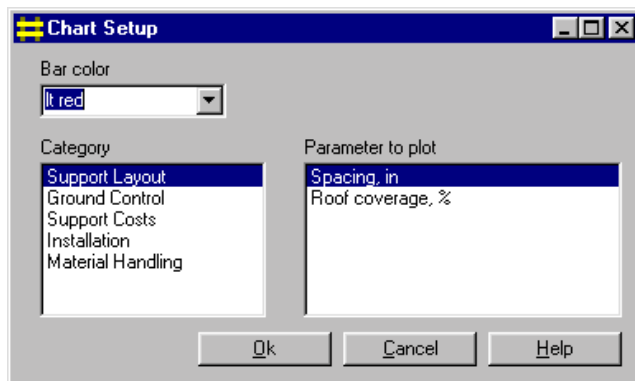 Chart Setup
Bar color
lt red
Category
Support Layout
Ground Control
Support Costs
Installation
Material Handling
Parameter to plot
Spacing, in
Roof coverage, %
Ok
Cancel
Help